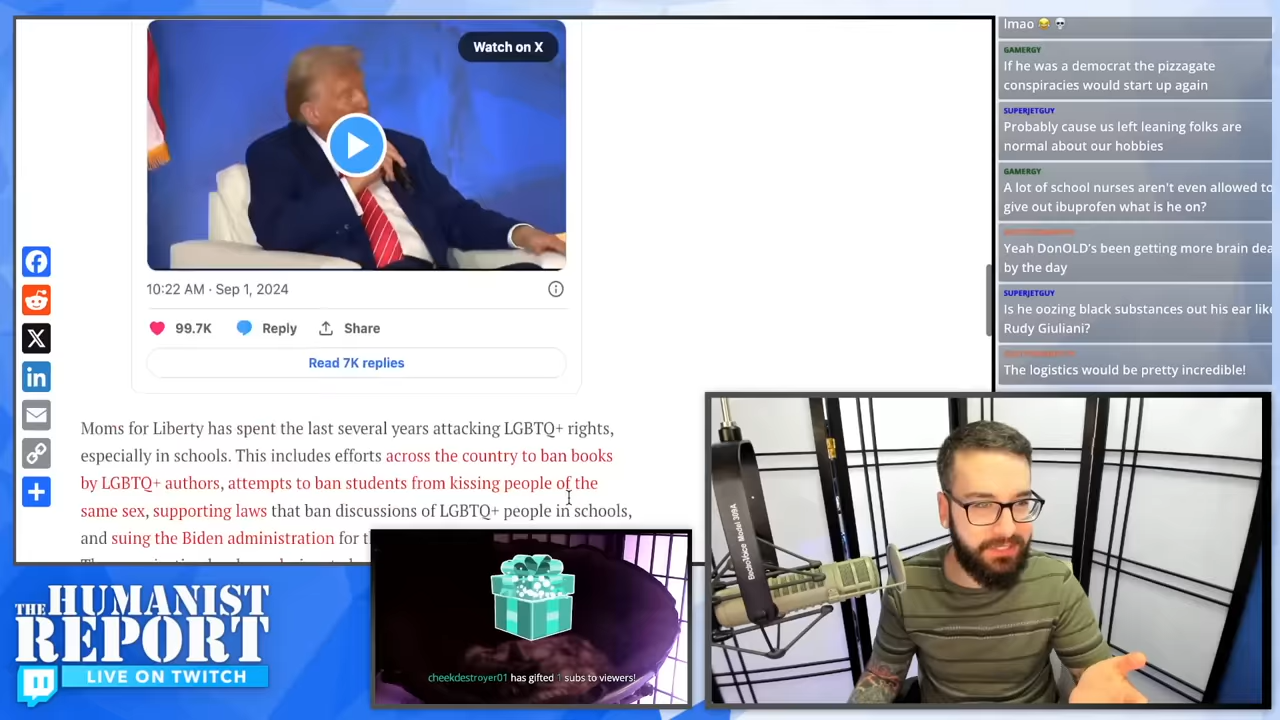 Watch on X
10:22 AM · Sep 1, 2024
99.7K
Reply
Share
Read 7K replies
Moms for Liberty has spent the last several years attacking LGBTQ+ rights,
especially in schools. This includes efforts across the country to ban books
by LGBTQ+ authors, attempts to ban students from kissing people of the
same sex, supporting laws that ban discussions of LGBTQ+ people in schools,
and suing the Biden administration for
lmao 😂 💀
GAMERGY
If he was a democrat the pizzagate
conspiracies would start up again
SUPERJETGUY
Probably cause us left leaning folks are
normal about our hobbies
GAMERGY
A lot of school nurses aren't even allowed to
give out ibuprofen what is he on?
Yeah DonOLD's been getting more brain dea
by the day
SUPERJETGUY
Is he oozing black substances out his ear like
Rudy Giuliani?
The logistics would be pretty incredible!
ElectroVoice Model 309A
THE
HUMANIST
REPORT
LIVE ON TWITCH
cheekdestroyer01 has gifted 1 subs to viewers!